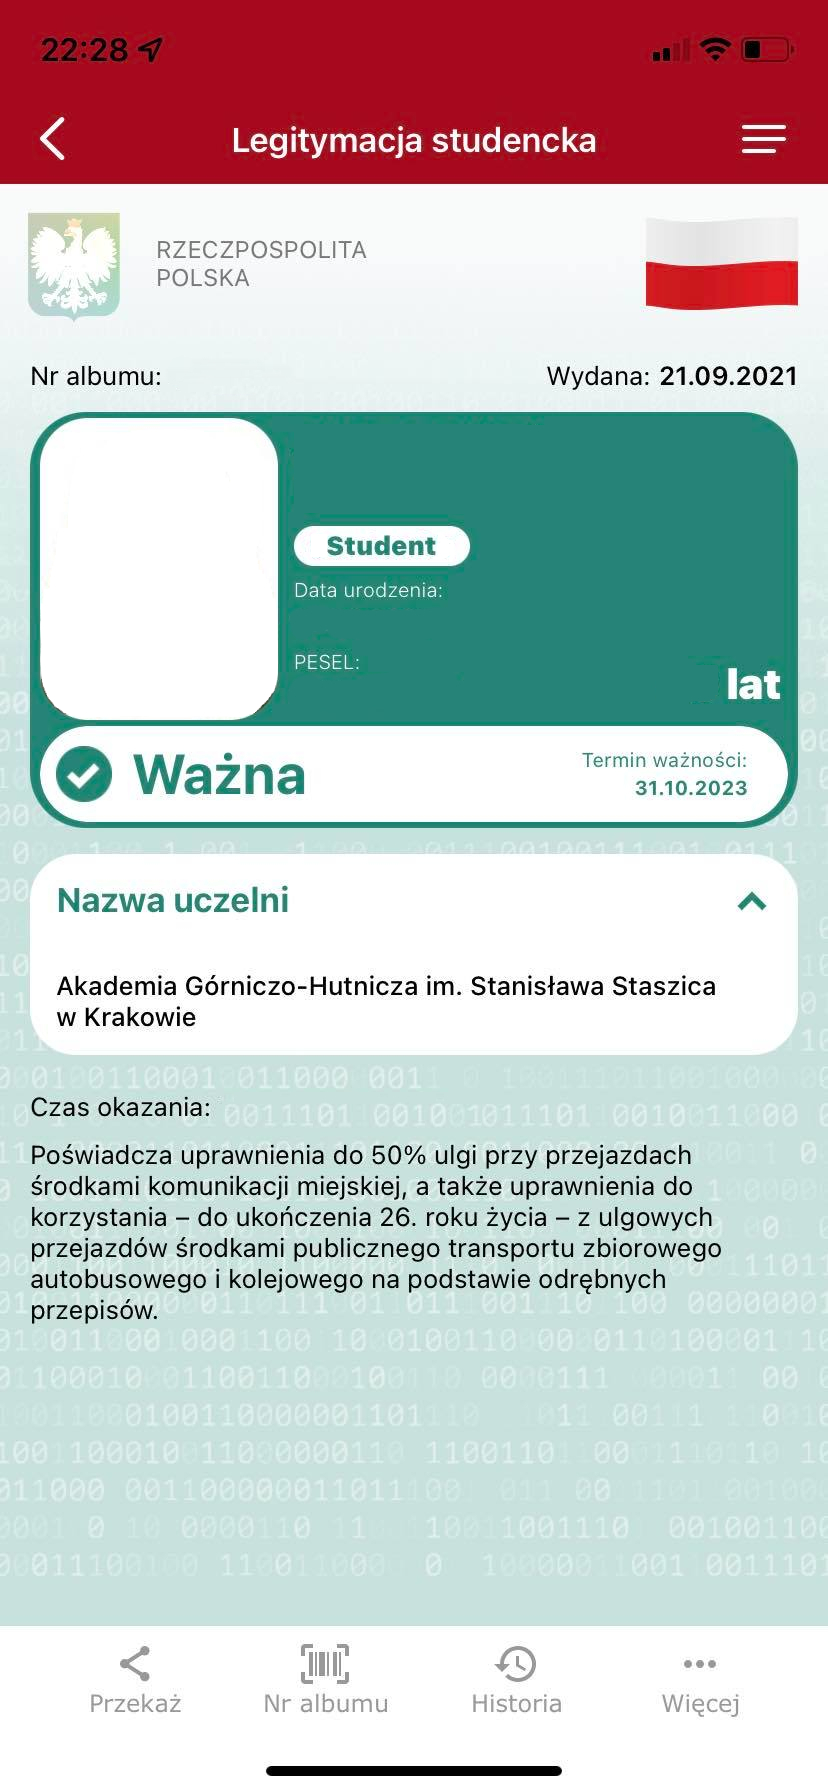 22:28
Legitymacja studencka
RZECZPOSPOLITA
POLSKA
Nr albumu:
Wydana: 21.09.2021
Student
Data urodzenia:
PESEL:
lat
Ważna
Termin ważności:
31.10.2023
Nazwa uczelni
Akademia Górniczo-Hutnicza im. Stanisława Staszica
w Krakowie
Czas okazania:
Poświadcza uprawnienia do 50% ulgi przy przejazdach
środkami komunikacji miejskiej, a także uprawnienia do
korzystania – do ukończenia 26. roku życia – z ulgowych
przejazdów środkami publicznego transportu zbiorowego
autobusowego i kolejowego na podstawie odrębnych
przepisów.
Przekaż
Nr albumu
Historia
Więcej